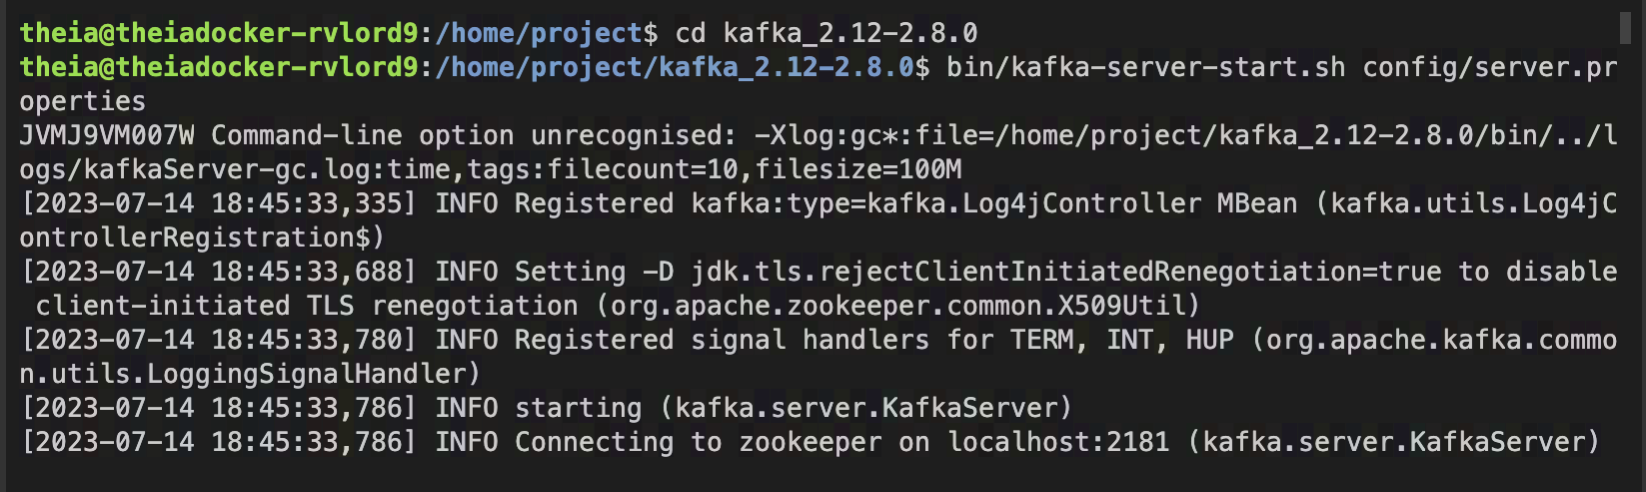 theia@theiadocker-rvlord9:/home/project$ cd kafka_2.12-2.8.0
theia@theiadocker-rvlord9:/home/project/kafka_2.12-2.8.0$ bin/kafka-server-start.sh config/server.pr
operties
JVMJ9VM007W Command-line option unrecognised: -Xlog:gc*:file=/home/project/kafka_2.12-2.8.0/bin/../l
ogs/kafkaServer-gc.log:time,tags:filecount=10,filesize=100M
[2023-07-14 18:45:33,335] INFO Registered kafka:type=kafka.Log4jController MBean (kafka.utils.Log4jC
ontrollerRegistration$)
[2023-07-14 18:45:33,688] INFO Setting -D jdk.tls.rejectClientInitiatedRenegotiation=true to disable
 client-initiated TLS renegotiation (org.apache.zookeeper.common.X509Util)
[2023-07-14 18:45:33,780] INFO Registered signal handlers for TERM, INT, HUP (org.apache.kafka.commo
n.utils.LoggingSignalHandler)
[2023-07-14 18:45:33,786] INFO starting (kafka.server.KafkaServer)
[2023-07-14 18:45:33,786] INFO Connecting to zookeeper on localhost:2181 (kafka.server.KafkaServer)